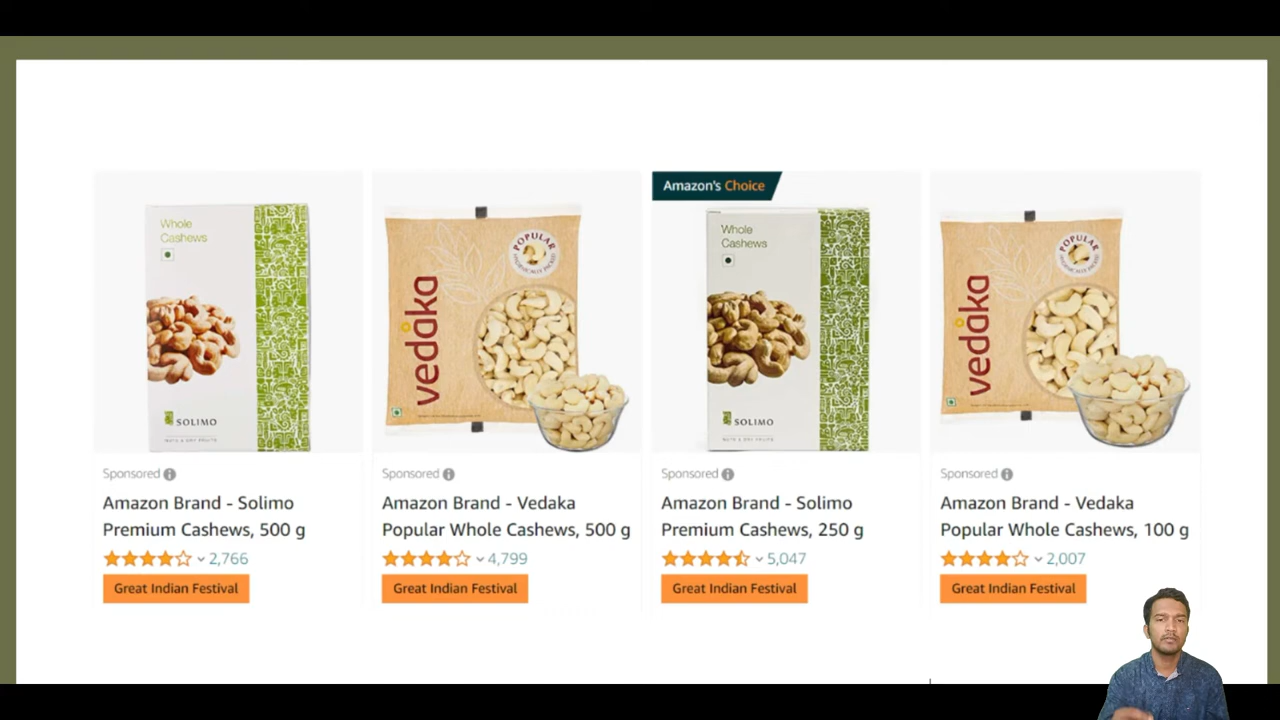 Amazon's Choice
Whole
Cashews
SOLIMO
POPULAR
vedaka
Whole
Cashews
SOLIMO
POPULAR
vedaka
Sponsored
Amazon Brand - Solimo
Premium Cashews, 500 g
2,766
Great Indian Festival
Sponsored
Amazon Brand - Vedaka
Popular Whole Cashews, 500 g
4,799
Great Indian Festival
Sponsored
Amazon Brand - Solimo
Premium Cashews, 250 g
5,047
Great Indian Festival
Sponsored
Amazon Brand - Vedaka
Popular Whole Cashews, 100 g
2,007
Great Indian Festival